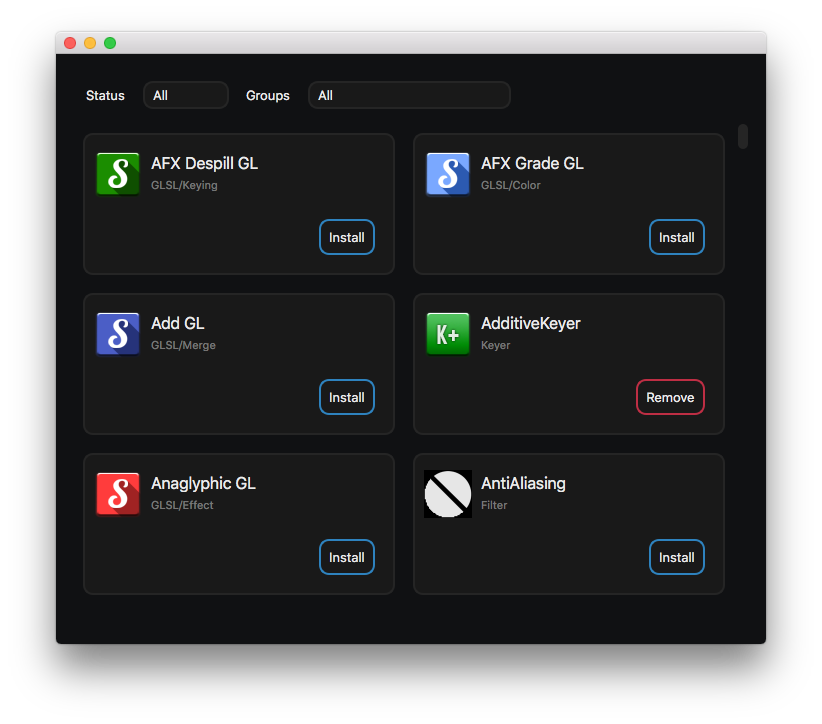 Status All Groups All
AFX Despill GL
GLSL/Keying
Install
AFX Grade GL
GLSL/Color
Install
Add GL
GLSL/Merge
Install
K+
AdditiveKeyer
Keyer
Remove
Anaglyphic GL
GLSL/Effect
Install
AntiAliasing
Filter
Install